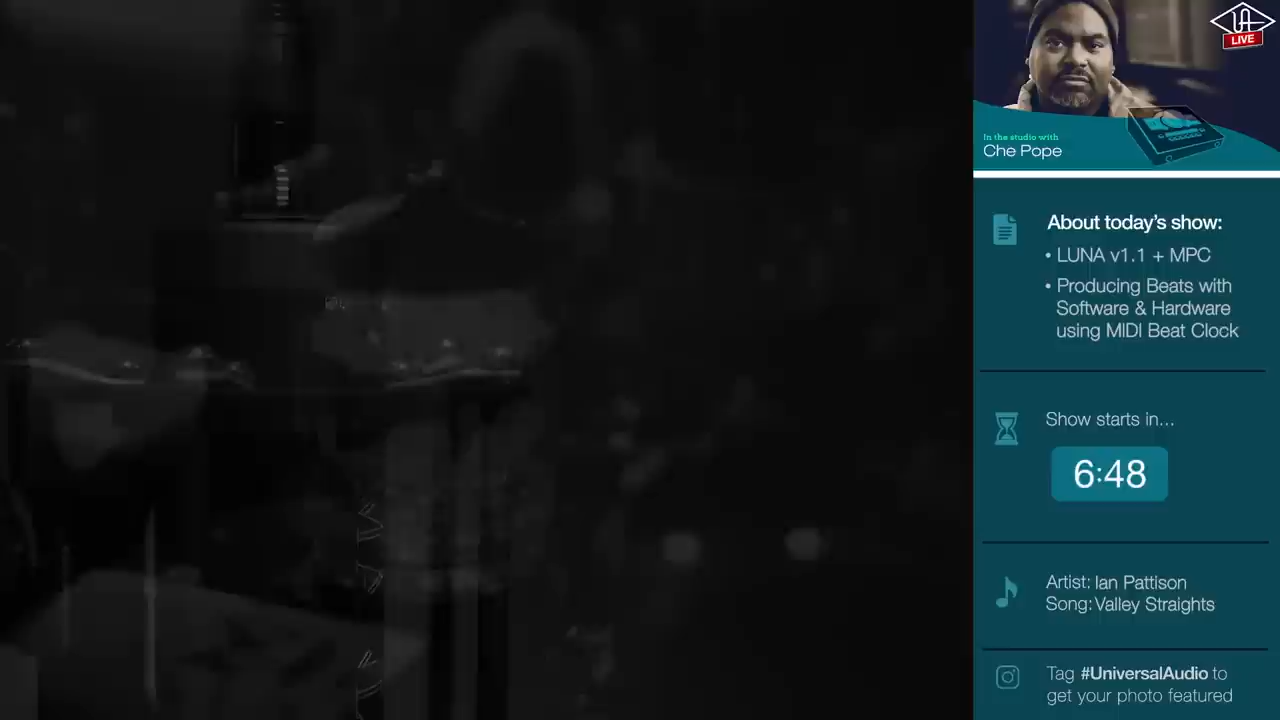 UA
LIVE
In the studio with
Che Pope
About today's show:
• LUNA v1.1 + MPC
• Producing Beats with
Software & Hardware
using MIDI Beat Clock
Show starts in...
6:48
Artist: Ian Pattison
Song: Valley Straights
Tag #UniversalAudio to
get your photo featured